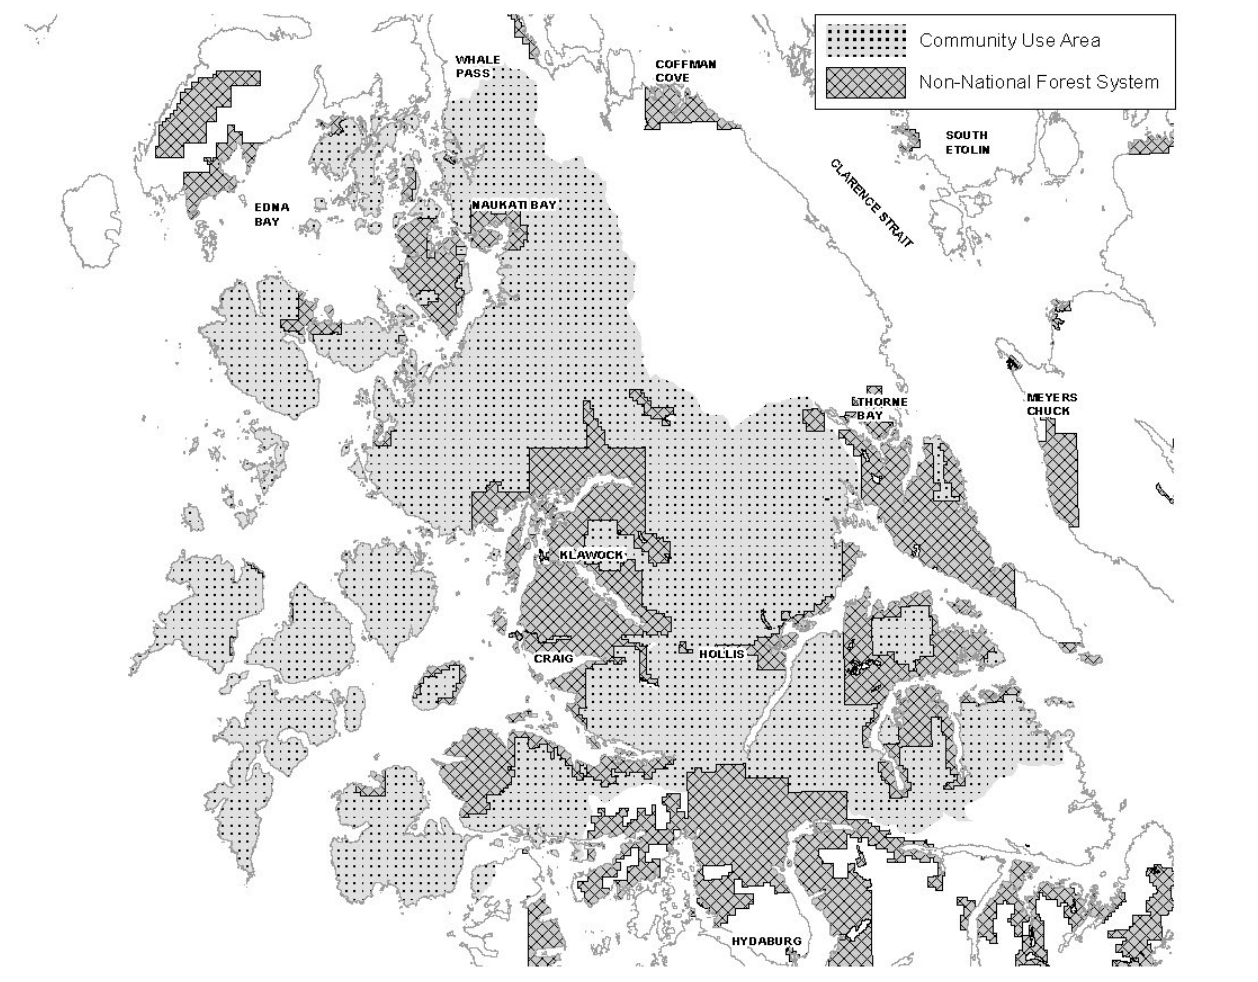 Community Use Area
Non-National Forest System
WHALE
PASS
COFFMAN
COVE
SOUTH
ETOLIN
CLARENCE STRAIT
EDNA
BAY
NAUKATI BAY
THORNE
BAY
MEYERS
CHUCK
KLAWOCK
CRAIG
HOLLIS
HYDABURG